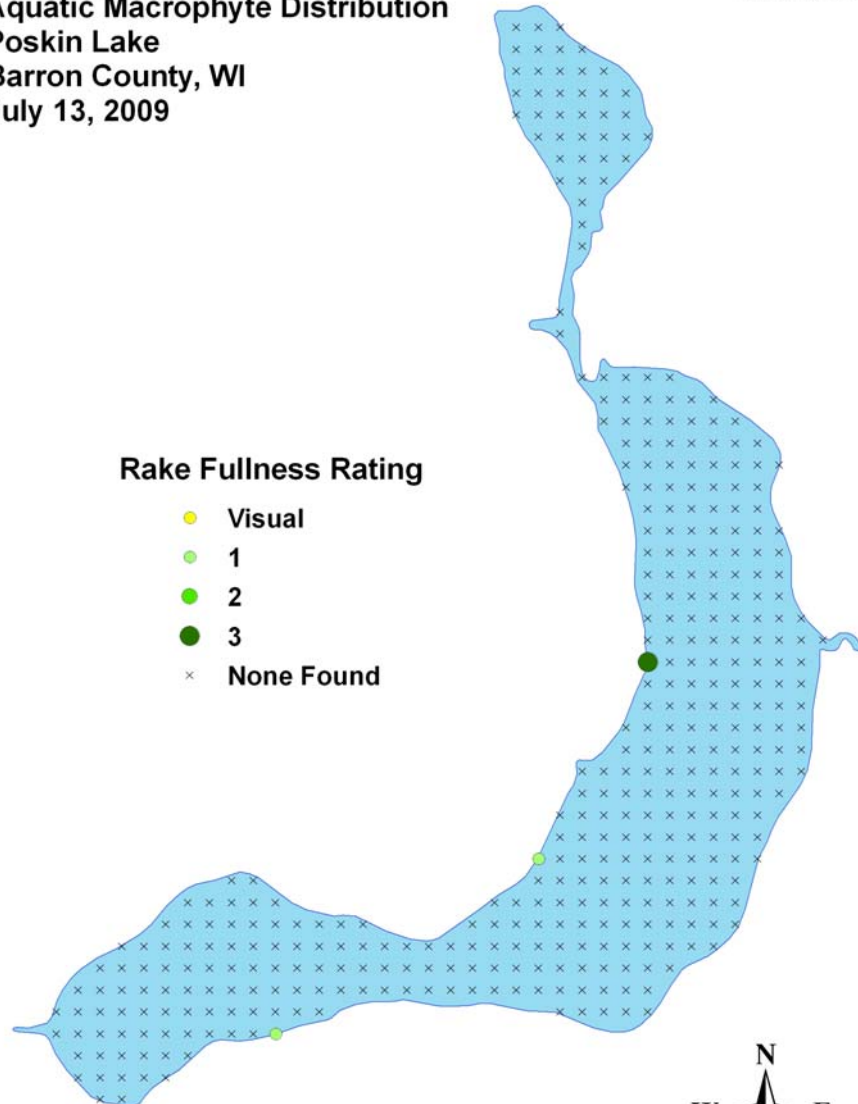 Aquatic Macrophyte Distribution
Poskin Lake
Barron County, WI
July 13, 2009
Rake Fullness Rating
Visual
1
2
3
None Found
N